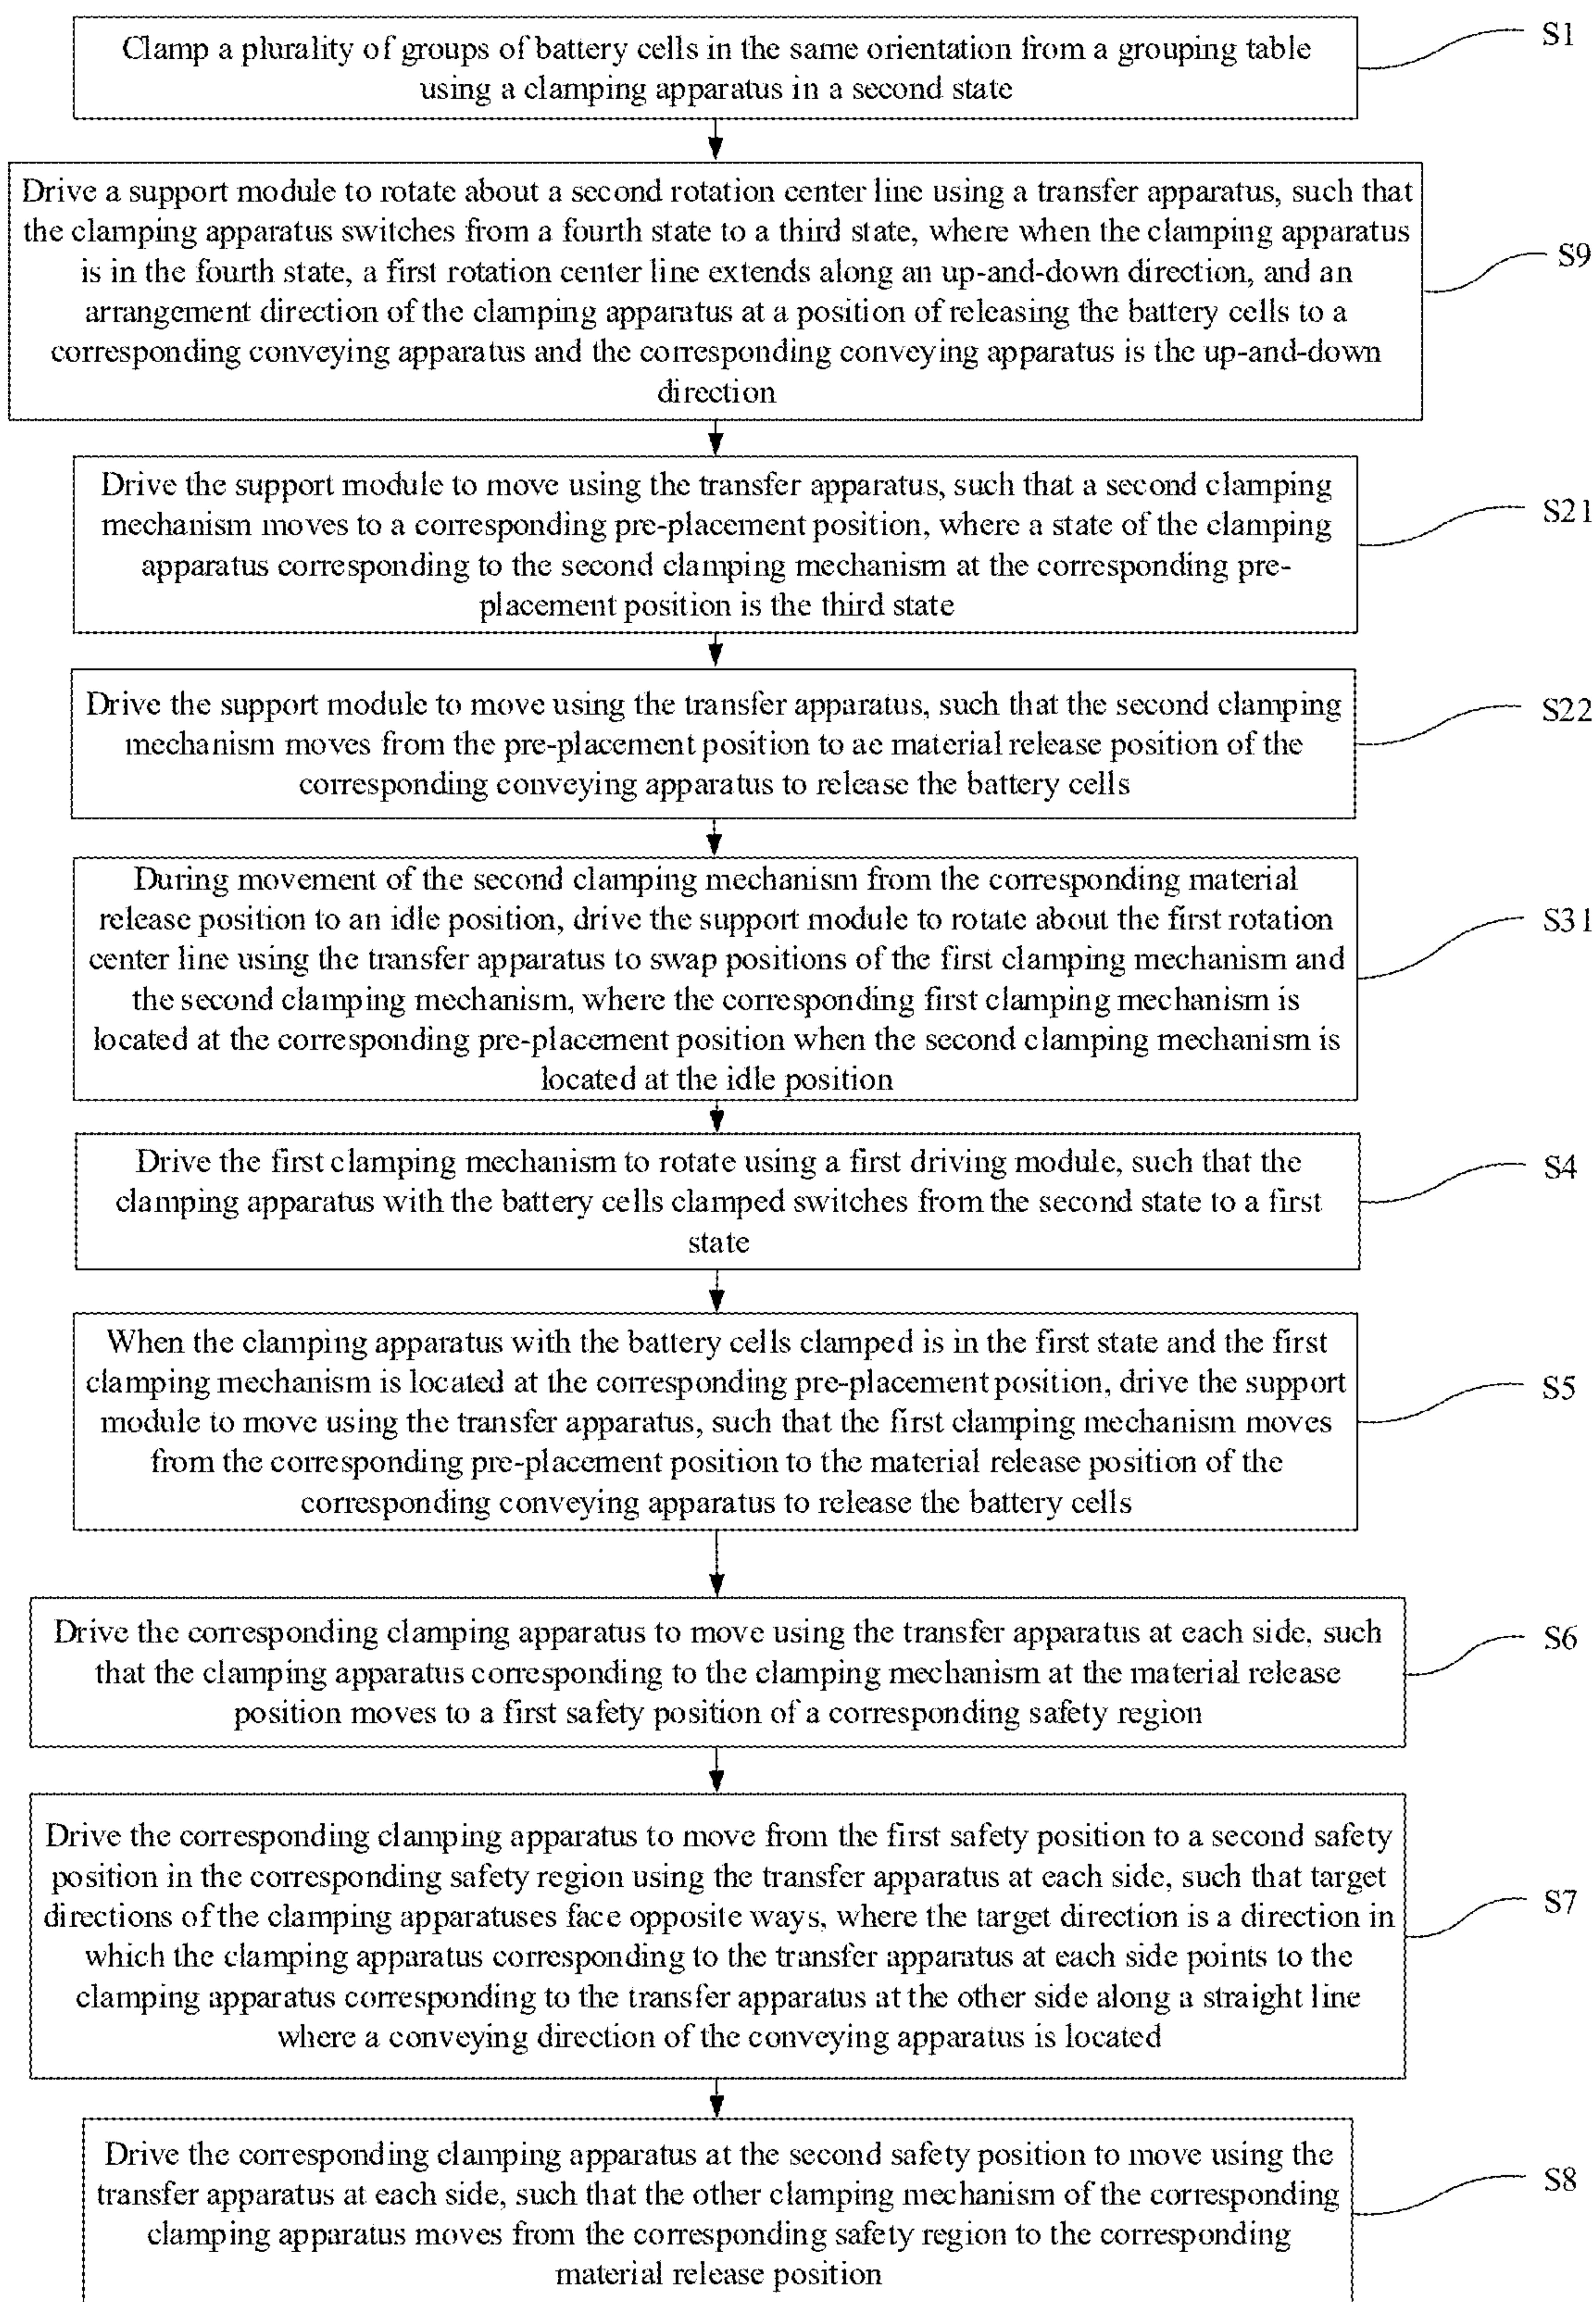 Clamp a plurality of groups of battery cells in the same orientation from a grouping table
using a clamping apparatus in a second state
S1
Drive a support module to rotate about a second rotation center line using a transfer apparatus, such that
the clamping apparatus switches from a fourth state to a third state, where when the clamping apparatus
is in the fourth state, a first rotation center line extends along an up-and-down direction, and an
arrangement direction of the clamping apparatus at a position of releasing the battery cells to a
corresponding conveying apparatus and the corresponding conveying apparatus is the up-and-down
direction
S9
Drive the support module to move using the transfer apparatus, such that a second clamping
mechanism moves to a corresponding pre-placement position, where a state of the clamping
apparatus corresponding to the second clamping mechanism at the corresponding pre-
placement position is the third state
S21
Drive the support module to move using the transfer apparatus, such that the second clamping
mechanism moves from the pre-placement position to ae material release position of the
corresponding conveying apparatus to release the battery cells
S22
During movement of the second clamping mechanism from the corresponding material
release position to an idle position, drive the support module to rotate about the first rotation
center line using the transfer apparatus to swap positions of the first clamping mechanism and
the second clamping mechanism, where the corresponding first clamping mechanism is
located at the corresponding pre-placement position when the second clamping mechanism is
located at the idle position
S31
Drive the first clamping mechanism to rotate using a first driving module, such that the
clamping apparatus with the battery cells clamped switches from the second state to a first
state
S4
When the clamping apparatus with the battery cells clamped is in the first state and the first
clamping mechanism is located at the corresponding pre-placement position, drive the support
module to move using the transfer apparatus, such that the first clamping mechanism moves
from the corresponding pre-placement position to the material release position of the
corresponding conveying apparatus to release the battery cells
S5
Drive the corresponding clamping apparatus to move using the transfer apparatus at each side, such
that the clamping apparatus corresponding to the clamping mechanism at the material release
position moves to a first safety position of a corresponding safety region
S6
Drive the corresponding clamping apparatus to move from the first safety position to a second safety
position in the corresponding safety region using the transfer apparatus at each side, such that target
directions of the clamping apparatuses face opposite ways, where the target direction is a direction in
which the clamping apparatus corresponding to the transfer apparatus at each side points to the
clamping apparatus corresponding to the transfer apparatus at the other side along a straight line
where a conveying direction of the conveying apparatus is located
S7
Drive the corresponding clamping apparatus at the second safety position to move using the
transfer apparatus at each side, such that the other clamping mechanism of the corresponding
clamping apparatus moves from the corresponding safety region to the corresponding
material release position
S8